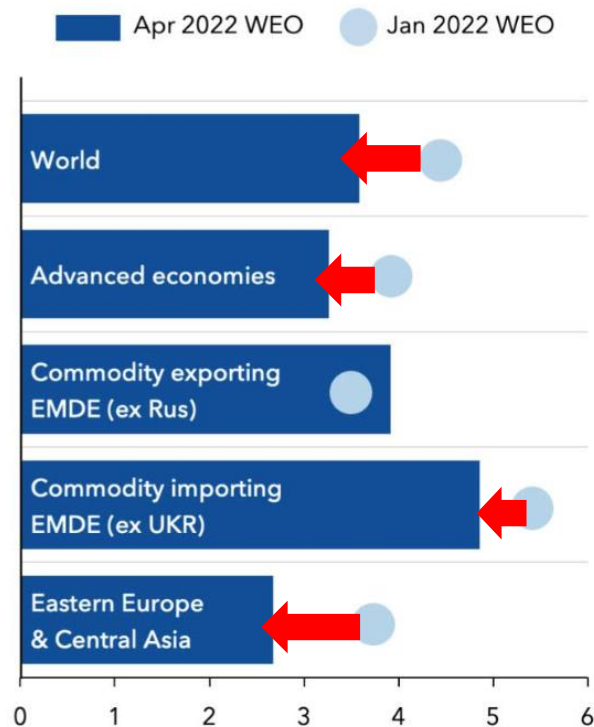 Apr 2022 WEO Jan 2022 WEO
World
Advanced economies
Commodity exporting
EMDE (ex Rus)
Commodity importing
EMDE (ex UKR)
Eastern Europe
& Central Asia
0 1 2 3 4 5 6